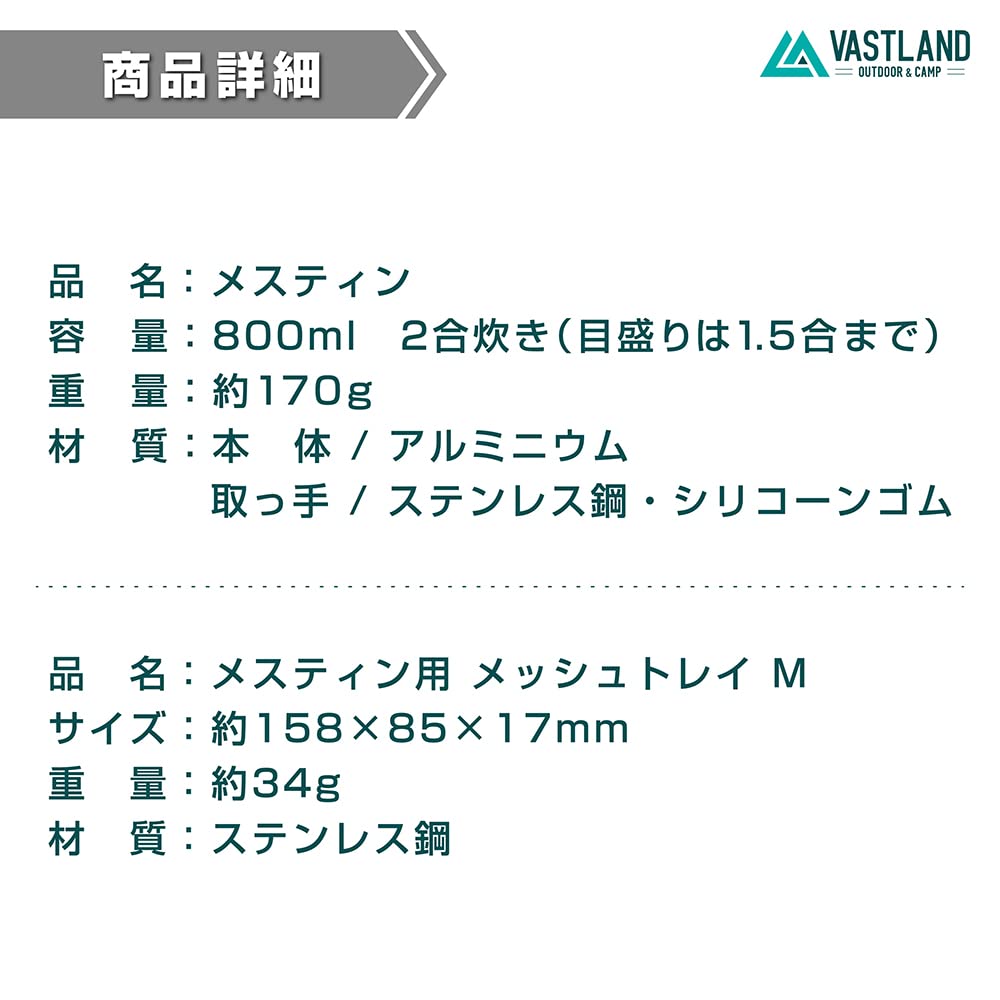 商品詳細
VASTLAND
OUTDOOR & CAMP
品　名：メスティン
容　量：800ml　2合炊き（目盛りは1.5合まで）
重　量：約170g
材　質：本　体 / アルミニウム
取っ手 / ステンレス鋼・シリコーンゴム
品　名：メスティン用 メッシュトレイ M
サイズ：約158×85×17mm
重　量：約34g
材　質：ステンレス鋼